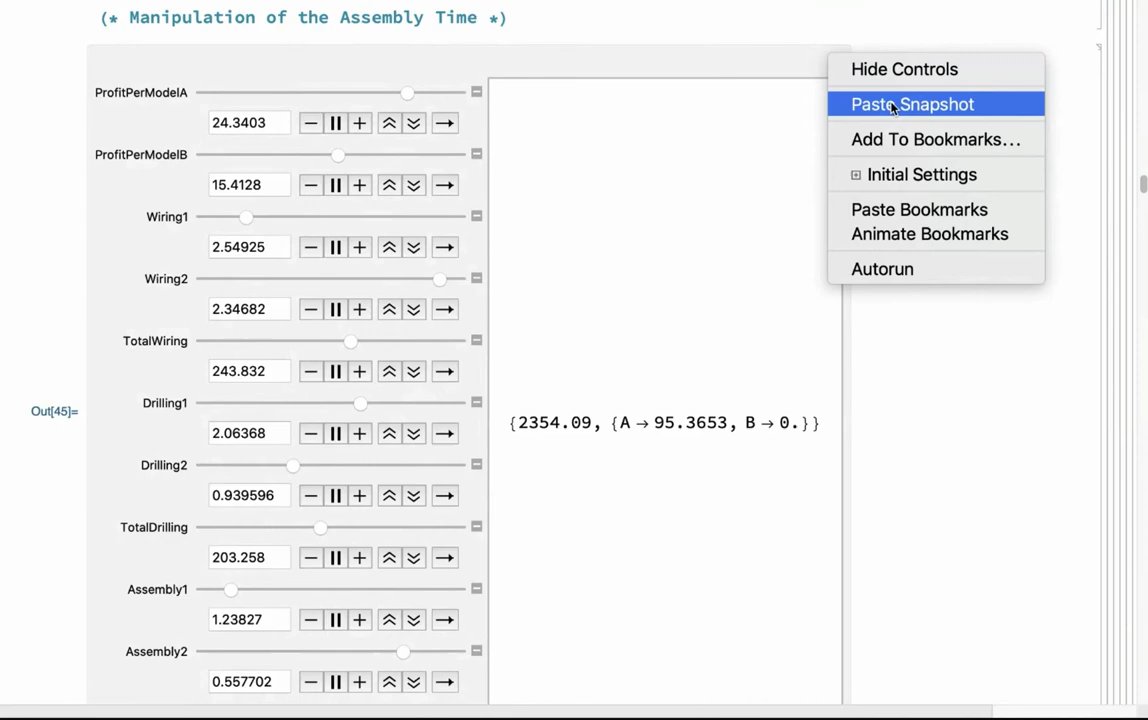 (* Manipulation of the Assembly Time *)
ProfitPerModelA
24.3403
ProfitPerModelB
15.4128
Wiring1
2.54925
Wiring2
2.34682
TotalWiring
243.832
Drilling1
2.06368
Drilling2
0.939596
TotalDrilling
203.258
Assembly1
1.23827
Assembly2
0.557702
Out[45]=
{2354.09, {A → 95.3653, B → 0.}}
Hide Controls
Paste Snapshot
Add To Bookmarks...
Initial Settings
Paste Bookmarks
Animate Bookmarks
Autorun